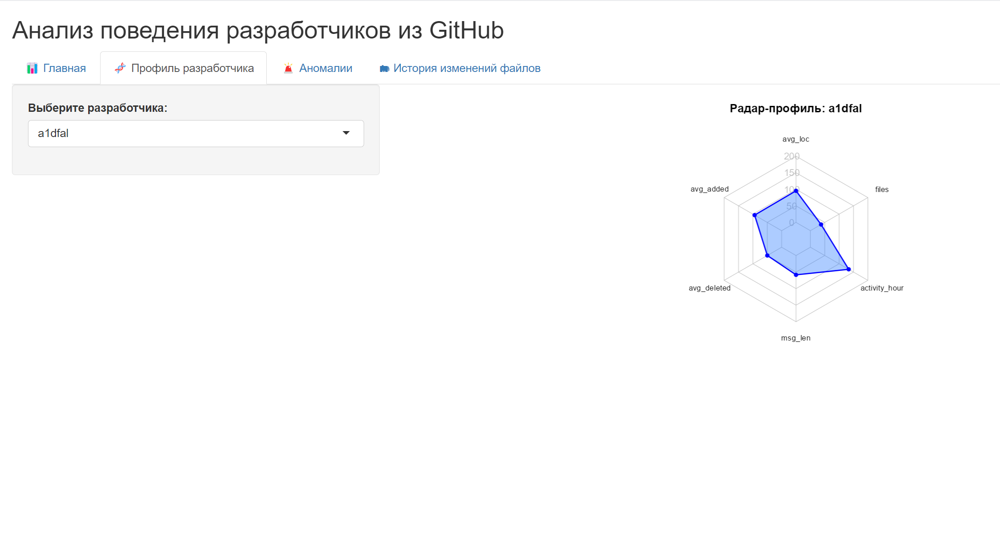 Анализ поведения разработчиков из GitHub
Главная
Профиль разработчика
Аномалии
История изменений файлов
Выберите разработчика:
a1dfal
Радар-профиль: a1dfal
avg_loc
200
150
100
50
0
avg_added
files
avg_deleted
activity_hour
msg_len